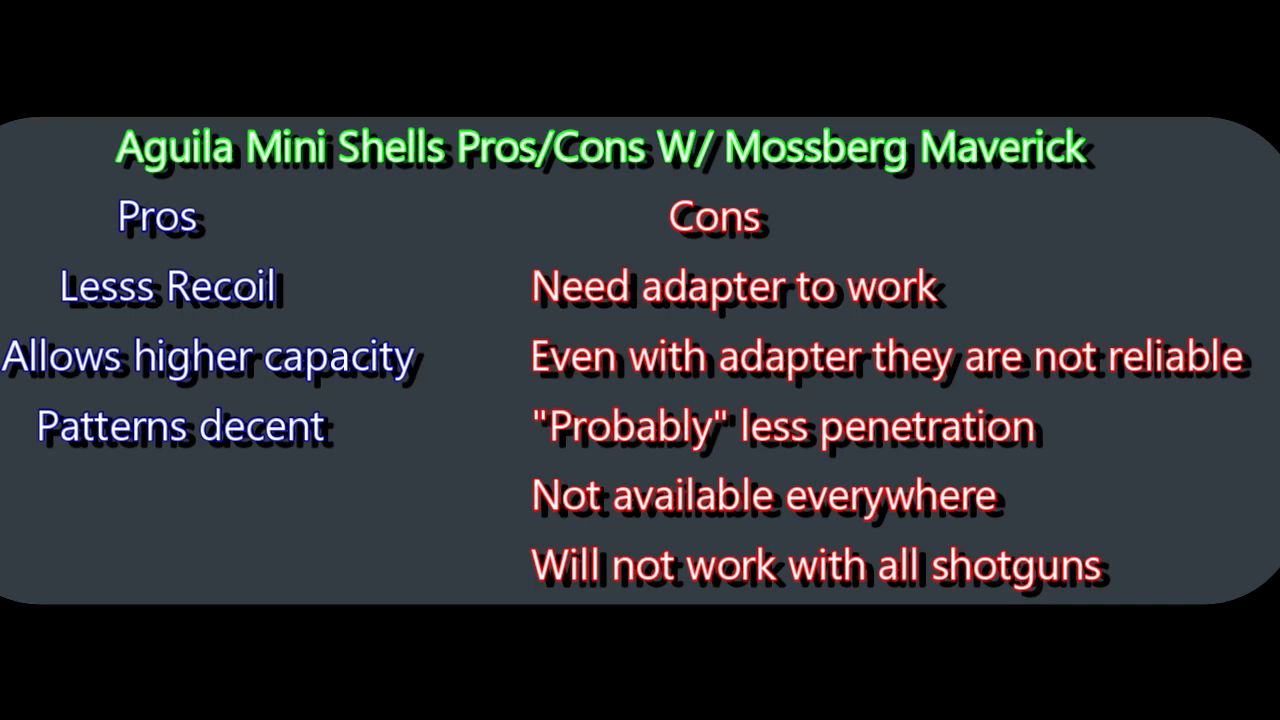 Aguila Mini Shells Pros/Cons W/ Mossberg Maverick
Pros Cons
Lesss Recoil Need adapter to work
Allows higher capacity Even with adapter they are not reliable
Patterns decent "Probably" less penetration
Not available everywhere
Will not work with all shotguns